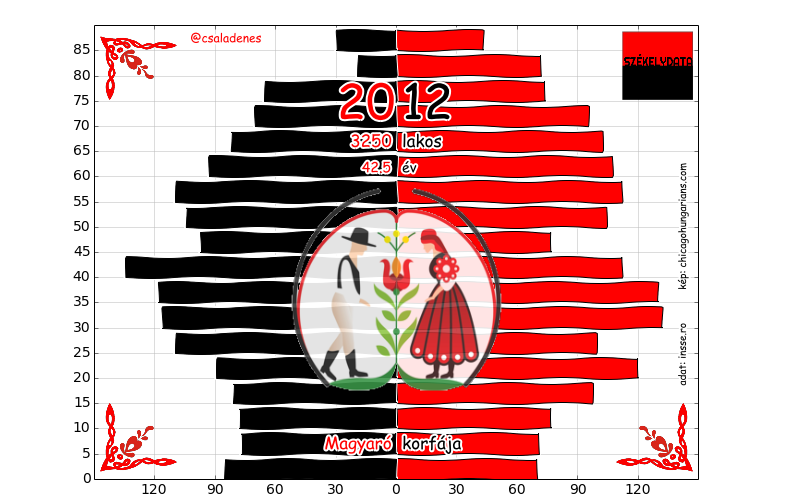 @csaladenes
SZÉKELYDATA
2012
3250 lakos
42.5 év
kép: chicagohungarians.com
adat: insse.ro
Magyaró korfája
85
80
75
70
65
60
55
50
45
40
35
30
25
20
15
10
5
0
120 90 60 30 0 30 60 90 120